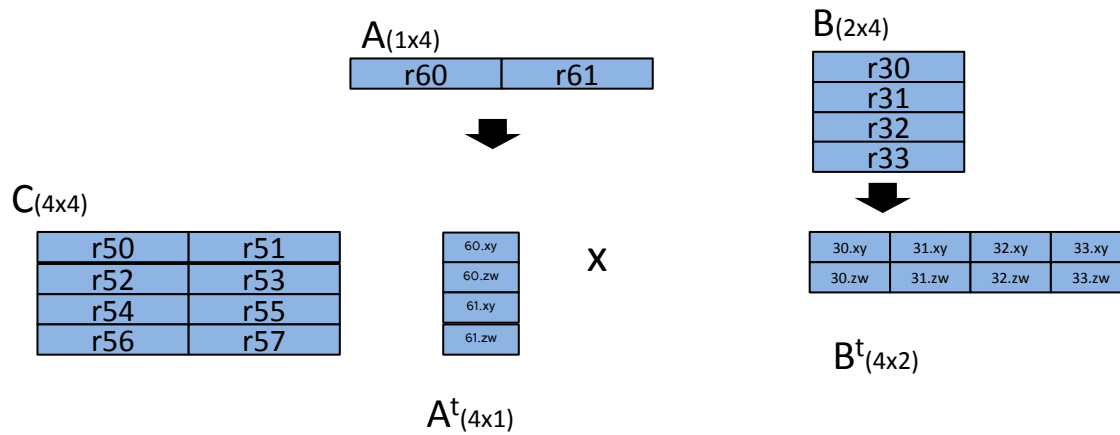 A(1x4)
r60 r61
B(2x4)
r30
r31
r32
r33
C(4x4)
r50 r51
r52 r53
r54 r55
r56 r57
60.xy
60.zw
61.xy
61.zw
x
30.xy 31.xy 32.xy 33.xy
30.zw 31.zw 32.zw 33.zw
At(4x1)
Bt(4x2)